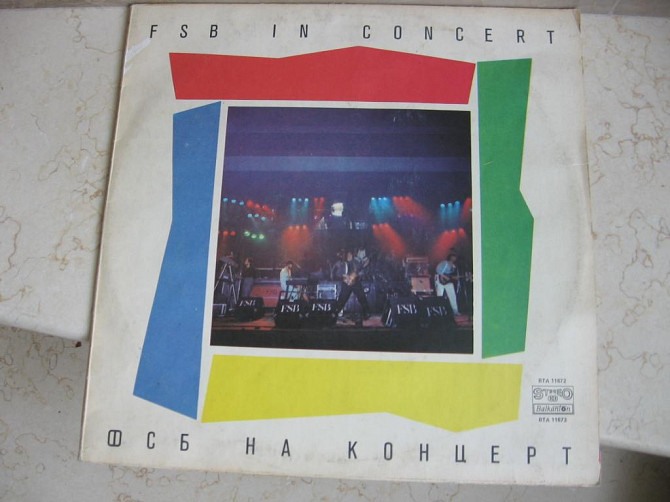 FSB IN CONCERT
FSB
FSB
FSB
FSB
ВТА 11872
STEREO
Balkanton
ВТА 11873
ФСБ НА КОНЦЕРТ